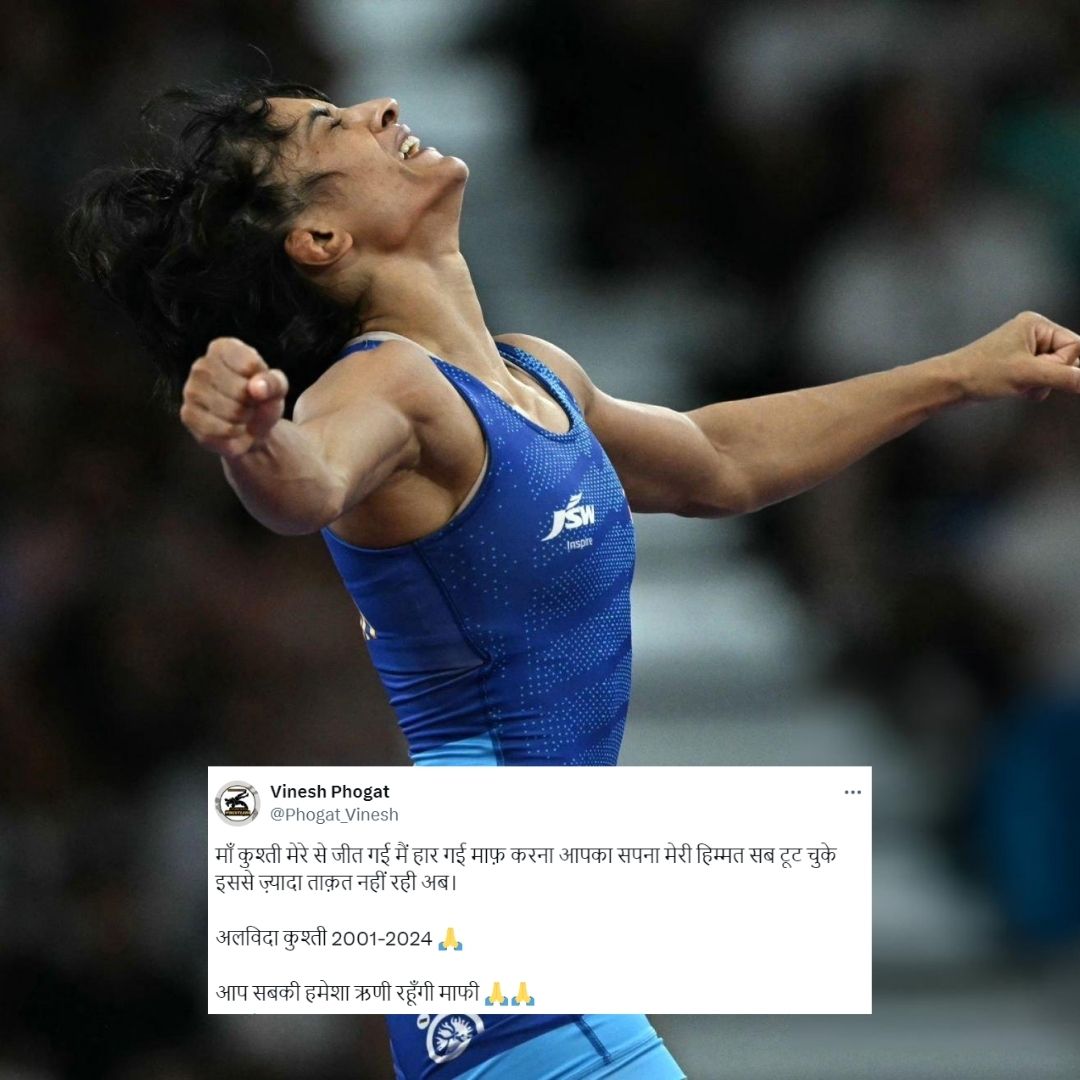 JSW
Inspire
Vinesh Phogat
@Phogat_Vinesh
माँ कुश्ती मेरे से जीत गई मैं हार गई माफ़ करना आपका सपना मेरी हिम्मत सब टूट चुके
इससे ज़्यादा ताक़त नहीं रही अब।
अलविदा कुश्ती 2001-2024 🙏
आप सबकी हमेशा ऋणी रहूँगी माफी 🙏🙏